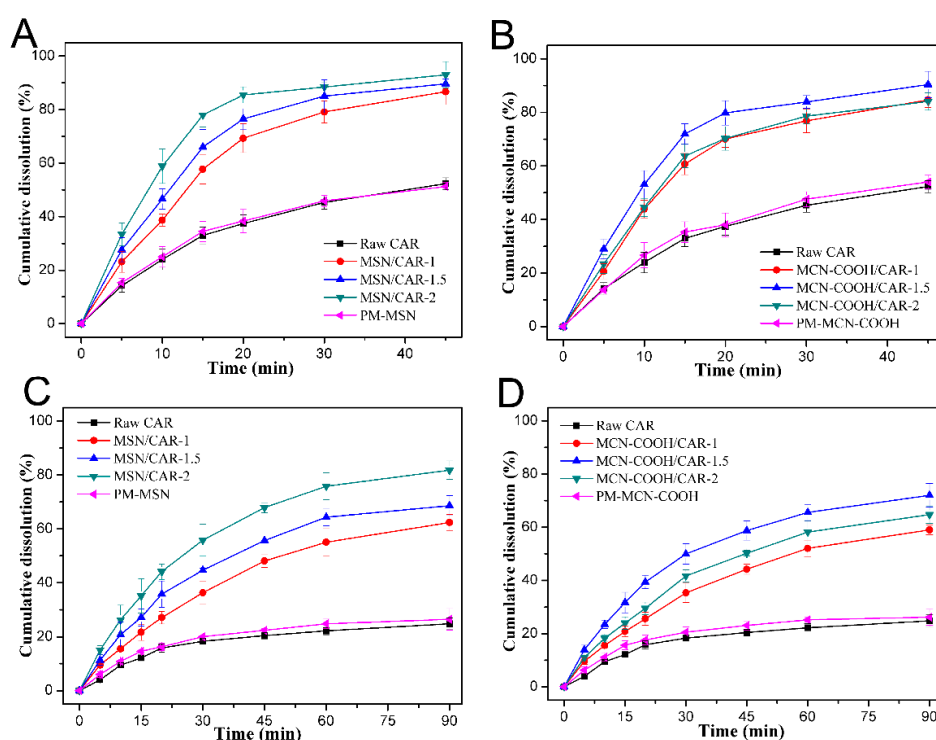 A
Cumulative dissolution (%)
100
80
60
40
20
0
Raw CAR
MSN/CAR-1
MSN/CAR-1.5
MSN/CAR-2
PM-MSN
0 10 20 30 40
Time (min)
B
Cumulative dissolution (%)
100
80
60
40
20
0
Raw CAR
MCN-COOH/CAR-1
MCN-COOH/CAR-1.5
MCN-COOH/CAR-2
PM-MCN-COOH
0 10 20 30 40
Time (min)
C
Cumulative dissolution (%)
100
80
60
40
20
0
Raw CAR
MSN/CAR-1
MSN/CAR-1.5
MSN/CAR-2
PM-MSN
0 15 30 45 60 75 90
Time (min)
D
Cumulative dissolution (%)
100
80
60
40
20
0
Raw CAR
MCN-COOH/CAR-1
MCN-COOH/CAR-1.5
MCN-COOH/CAR-2
PM-MCN-COOH
0 15 30 45 60 75 90
Time (min)